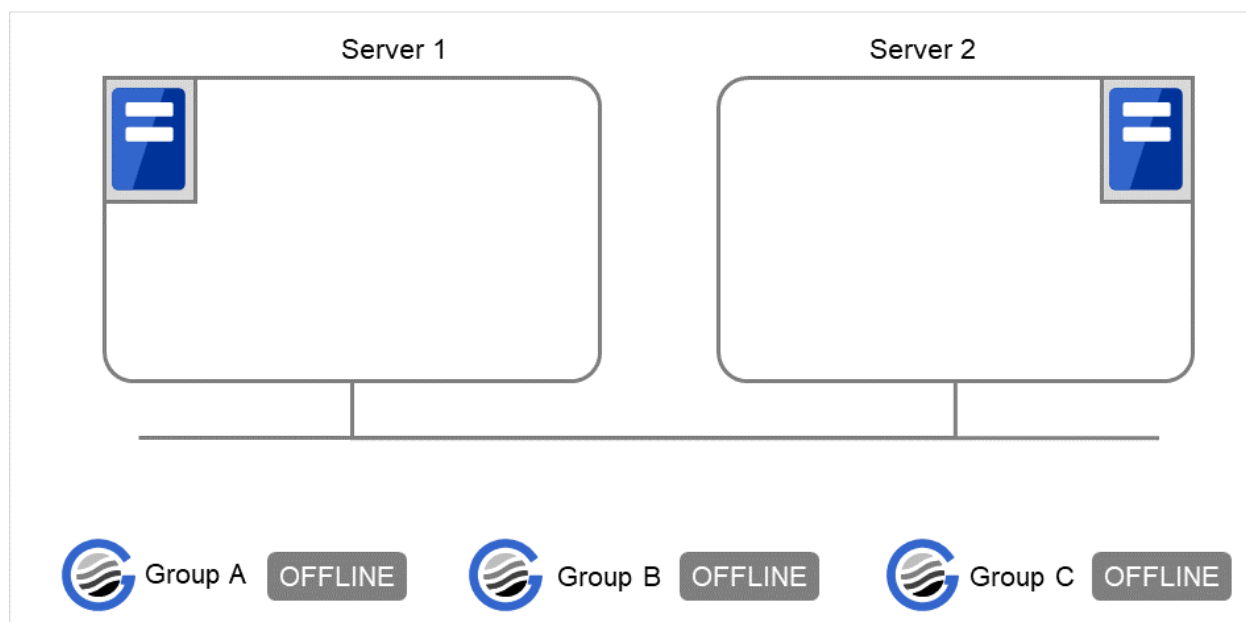 Server 1
Server 2
Group A OFFLINE
Group B OFFLINE
Group C OFFLINE